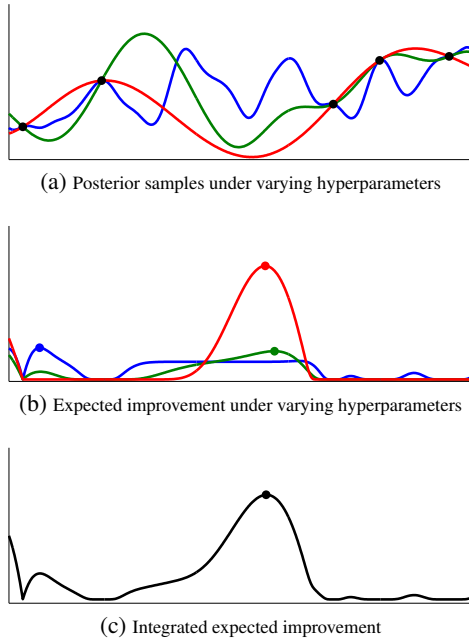 (a) Posterior samples under varying hyperparameters
(b) Expected improvement under varying hyperparameters
(c) Integrated expected improvement